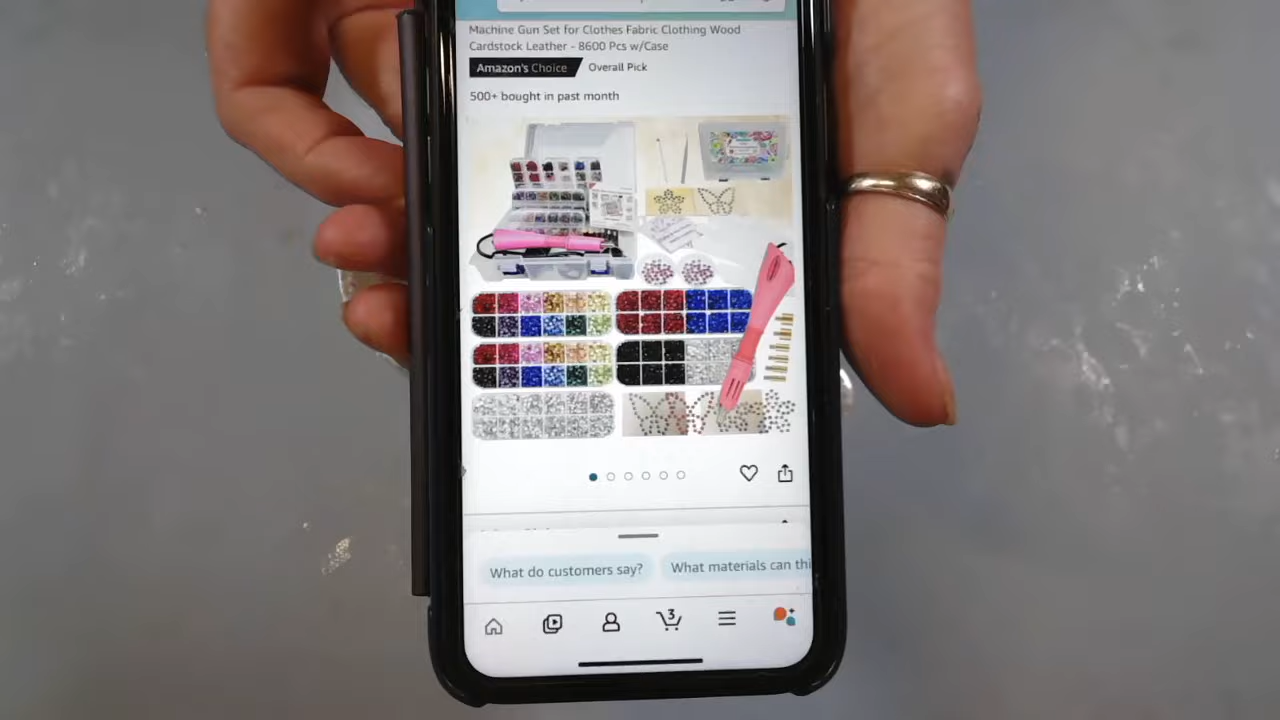 Machine Gun Set for Clothes Fabric Clothing Wood
Cardstock Leather - 8600 Pcs w/Case
Amazon's Choice Overall Pick
500+ bought in past month
What do customers say? What materials can thi
3